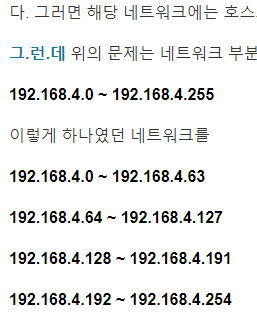 다. 그러면 해당 네트워크에는 호스
그.런.데 위의 문제는 네트워크 부분
192.168.4.0 ~ 192.168.4.255
이렇게 하나였던 네트워크를
192.168.4.0 ~ 192.168.4.63
192.168.4.64 ~ 192.168.4.127
192.168.4.128 ~ 192.168.4.191
192.168.4.192 ~ 192.168.4.254